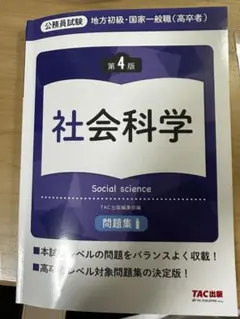 公務員試験 地方初級・国家一般職(高卒者)
第4版
社会科学
Social science
TAC出版編集部編
問題集
■本試験レベルの問題をバランスよく収載!
■高卒レベル対象問題集の決定版!
TAC出版